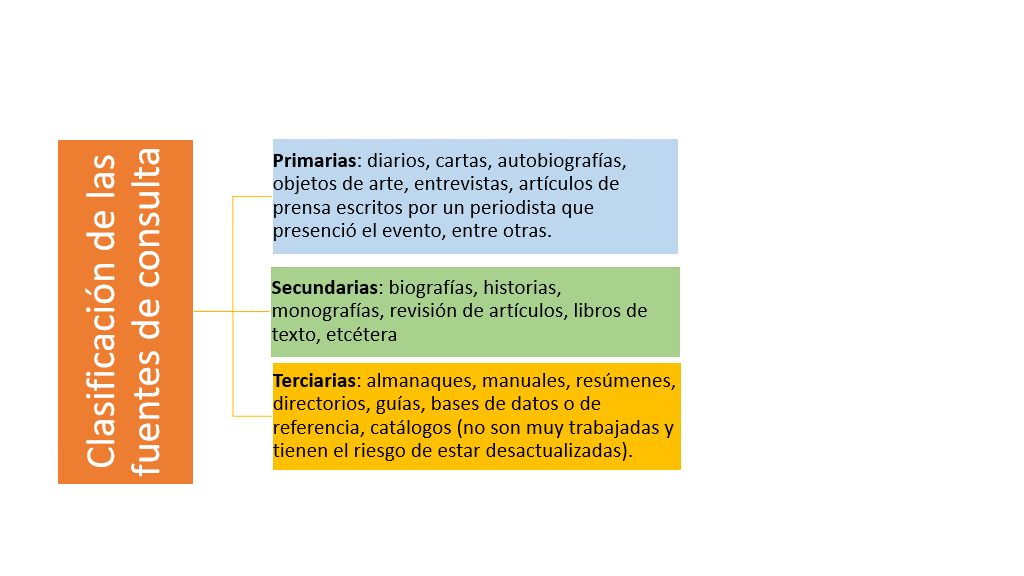 Clasificación de las
fuentes de consulta
Primarias: diarios, cartas, autobiografías,
objetos de arte, entrevistas, artículos de
prensa escritos por un periodista que
presenció el evento, entre otras.
Secundarias: biografías, historias,
monografías, revisión de artículos, libros de
texto, etcétera
Terciarias: almanaques, manuales, resúmenes,
directorios, guías, bases de datos o de
referencia, catálogos (no son muy trabajadas y
tienen el riesgo de estar desactualizadas).